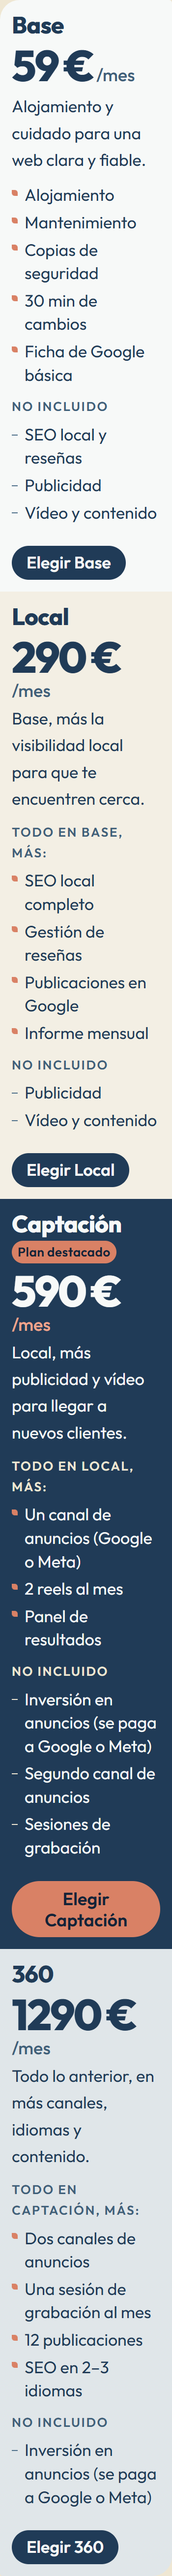 Base
59€/mes
Alojamiento y
cuidado para una
web clara y fiable.
Alojamiento
Mantenimiento
Copias de
seguridad
30 min de
cambios
Ficha de Google
básica
NO INCLUIDO
– SEO local y
reseñas
– Publicidad
– Vídeo y contenido
Elegir Base
Local
290€
/mes
Base, más la
visibilidad local
para que te
encuentren cerca.
TODO EN BASE,
MÁS:
SEO local
completo
Gestión de
reseñas
Publicaciones en
Google
Informe mensual
NO INCLUIDO
– Publicidad
– Vídeo y contenido
Elegir Local
Captación
Plan destacado
590€
/mes
Local, más
publicidad y vídeo
para llegar a
nuevos clientes.
TODO EN LOCAL,
MÁS:
Un canal de
anuncios (Google
o Meta)
2 reels al mes
Panel de
resultados
NO INCLUIDO
– Inversión en
anuncios (se paga
a Google o Meta)
– Segundo canal de
anuncios
– Sesiones de
grabación
Elegir
Captación
360
1290€
/mes
Todo lo anterior, en
más canales,
idiomas y
contenido.
TODO EN
CAPTACIÓN, MÁS:
Dos canales de
anuncios
Una sesión de
grabación al mes
12 publicaciones
SEO en 2–3
idiomas
NO INCLUIDO
– Inversión en
anuncios (se paga
a Google o Meta)
Elegir 360